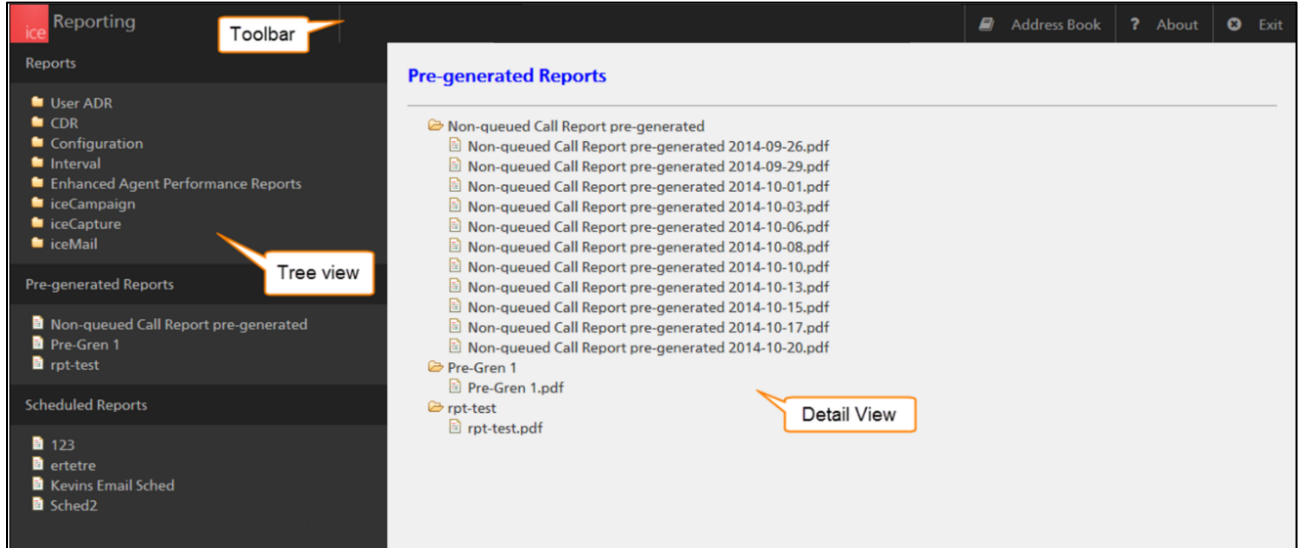 ice Reporting
Toolbar
Address Book
? About
Exit
Reports
User ADR
CDR
Configuration
Interval
Enhanced Agent Performance Reports
iceCampaign
iceCapture
iceMail
Tree view
Pre-generated Reports
Non-queued Call Report pre-generated
Pre-Gren 1
rpt-test
Scheduled Reports
123
ertetre
Kevins Email Sched
Sched2
Pre-generated Reports
Non-queued Call Report pre-generated
Non-queued Call Report pre-generated 2014-09-26.pdf
Non-queued Call Report pre-generated 2014-09-29.pdf
Non-queued Call Report pre-generated 2014-10-01.pdf
Non-queued Call Report pre-generated 2014-10-03.pdf
Non-queued Call Report pre-generated 2014-10-06.pdf
Non-queued Call Report pre-generated 2014-10-08.pdf
Non-queued Call Report pre-generated 2014-10-10.pdf
Non-queued Call Report pre-generated 2014-10-13.pdf
Non-queued Call Report pre-generated 2014-10-15.pdf
Non-queued Call Report pre-generated 2014-10-17.pdf
Non-queued Call Report pre-generated 2014-10-20.pdf
Pre-Gren 1
Pre-Gren 1.pdf
rpt-test
rpt-test.pdf
Detail View